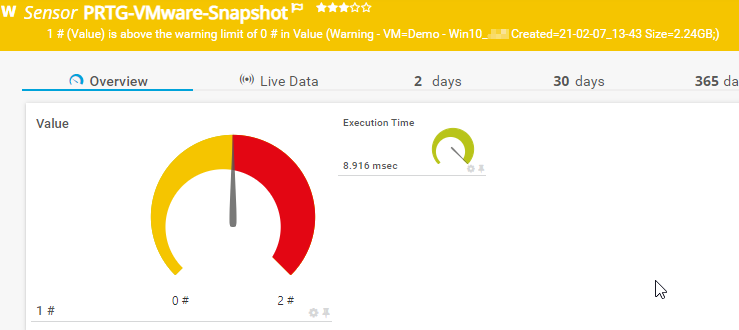 W Sensor PRTG-VMware-Snapshot
1 # (Value) is above the warning limit of 0 # in Value (Warning - VM=Demo - Win10_ Created=21-02-07_13-43 Size=2.24GB;)
Overview Live Data 2 days 30 days 365 da
Value
Execution Time
8.916 msec
0 # 2 #
1 #